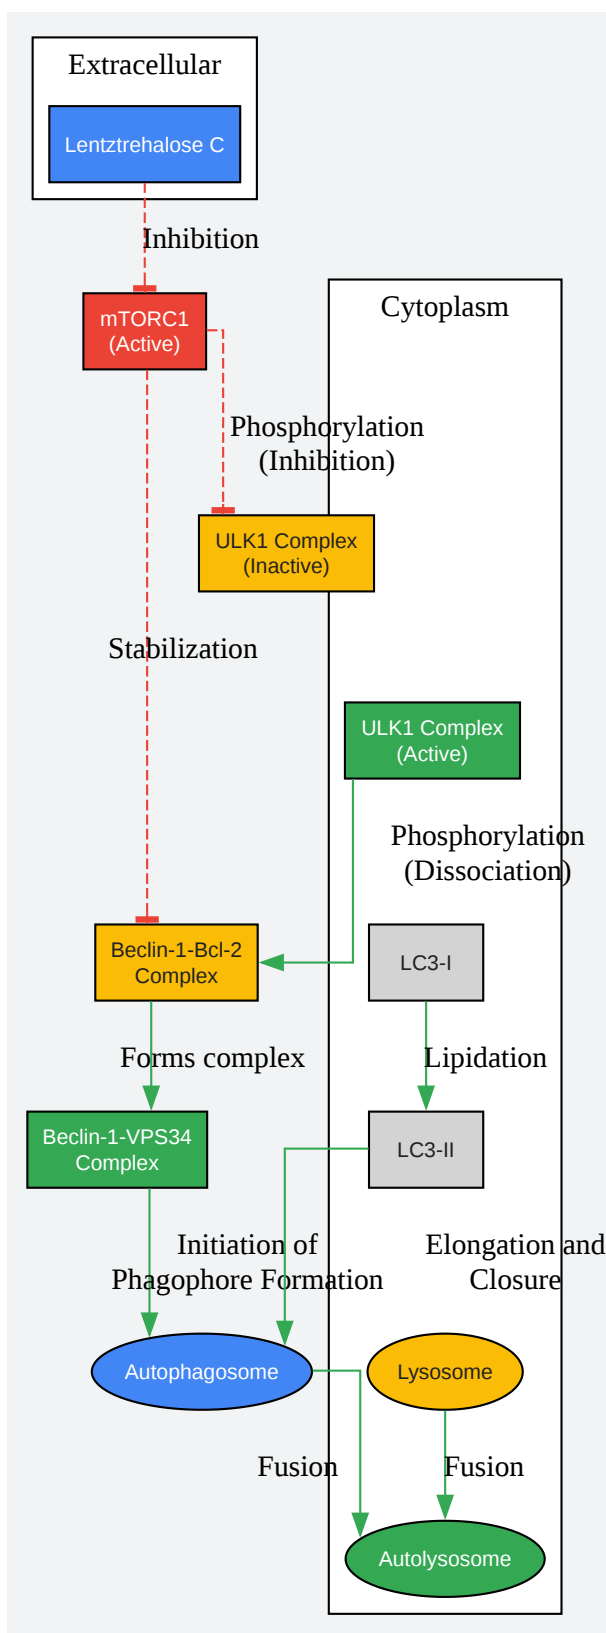 Extracellular
Lentztrehalose C
Inhibition
mTORC1
(Active)
Cytoplasm
Phosphorylation
(Inhibition)
ULK1 Complex
(Inactive)
Stabilization
ULK1 Complex
(Active)
Phosphorylation
(Dissociation)
Beclin-1-Bcl-2
Complex
LC3-I
Forms complex
Lipidation
Beclin-1-VPS34
Complex
LC3-II
Initiation of
Phagophore Formation
Elongation and
Closure
Autophagosome
Lysosome
Fusion
Fusion
Autolysosome